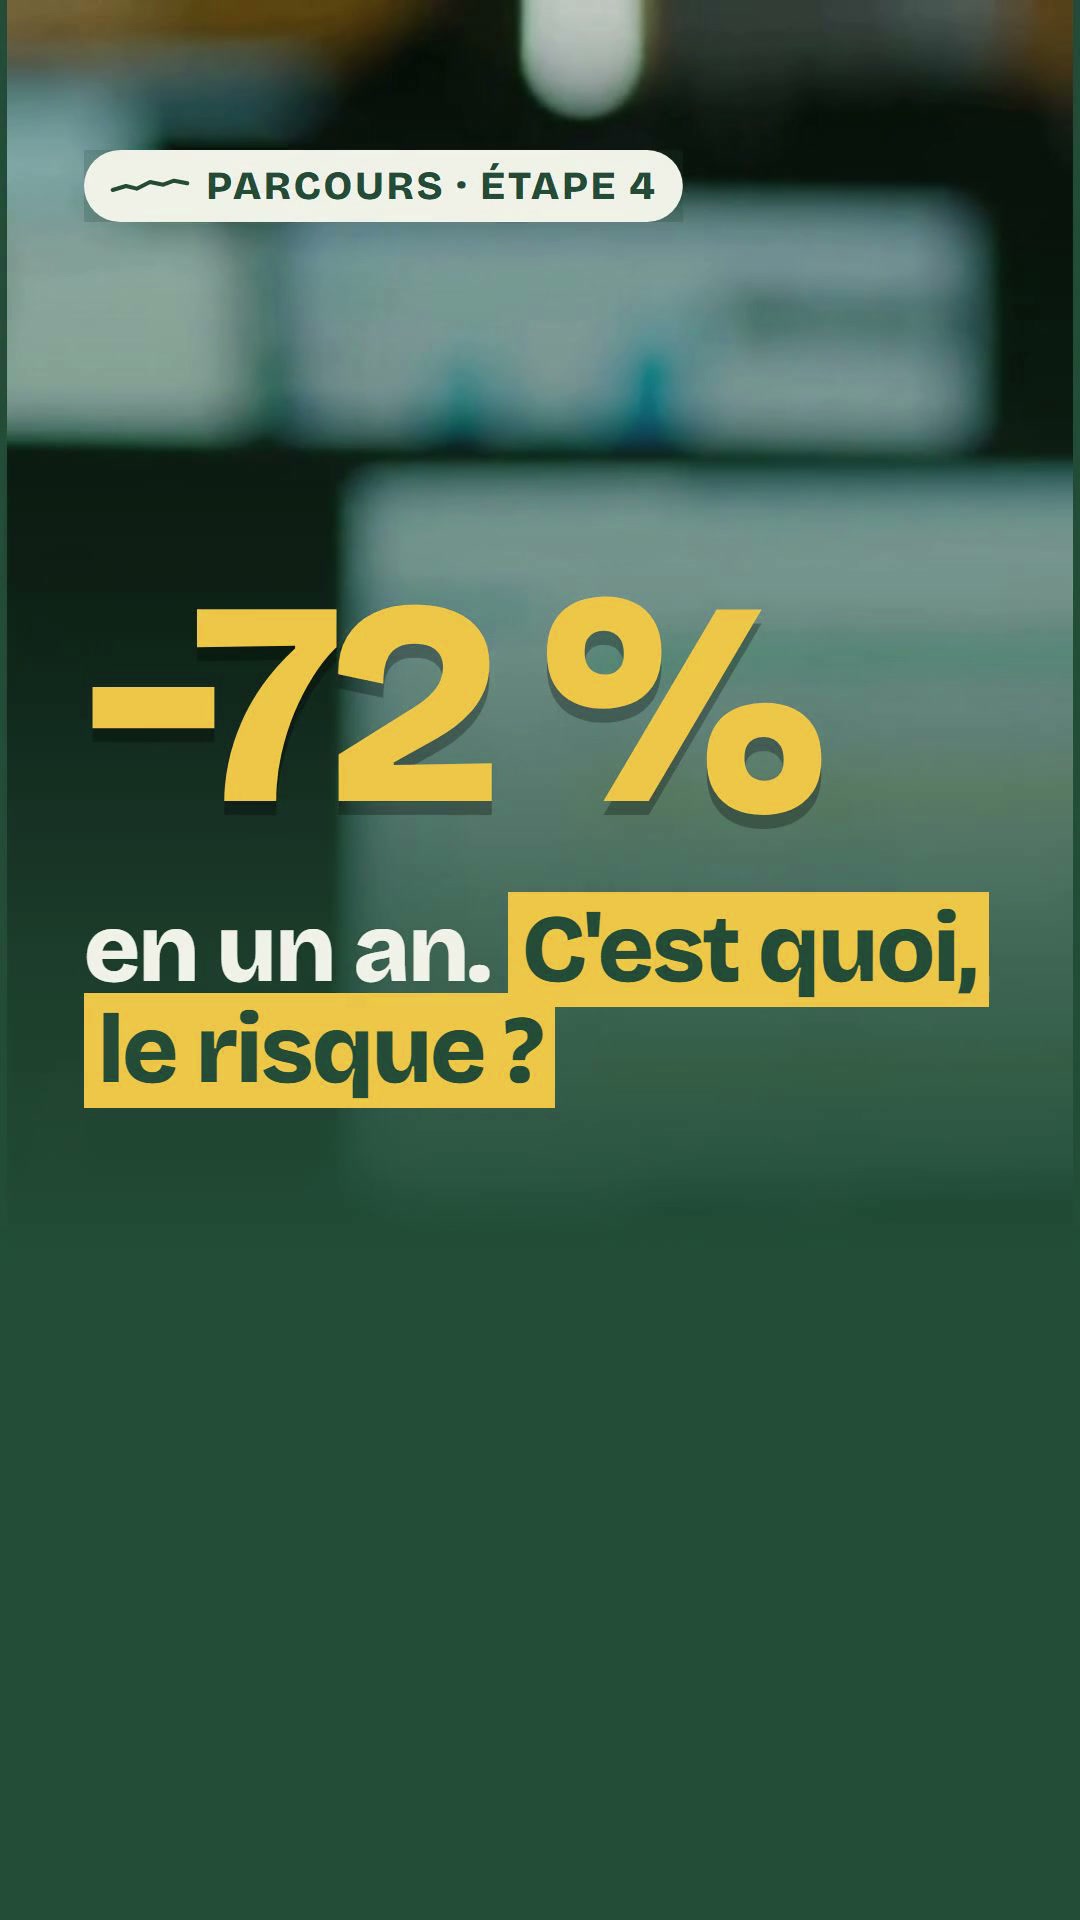 PARCOURS · ÉTAPE 4
-72 %
en un an. C'est quoi,
le risque ?